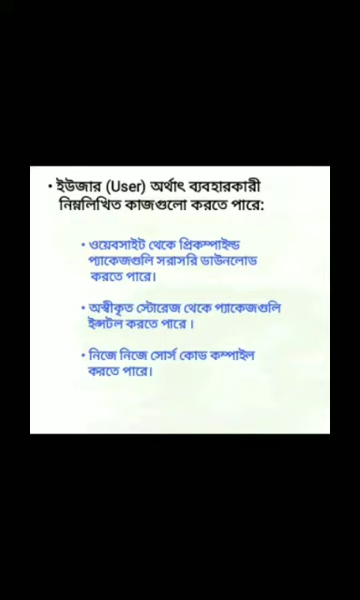 • ইউজার (User) অর্থাৎ ব্যবহারকারী
নিম্নলিখিত কাজগুলো করতে পারে:
• ওয়েবসাইট থেকে প্রিকম্পাইল্ড
প্যাকেজগুলি সরাসরি ডাউনলোড
করতে পারে।
• অস্বীকৃত স্টোরেজ থেকে প্যাকেজগুলি
ইন্সটল করতে পারে ।
• নিজে নিজে সোর্স কোড কম্পাইল
করতে পারে।